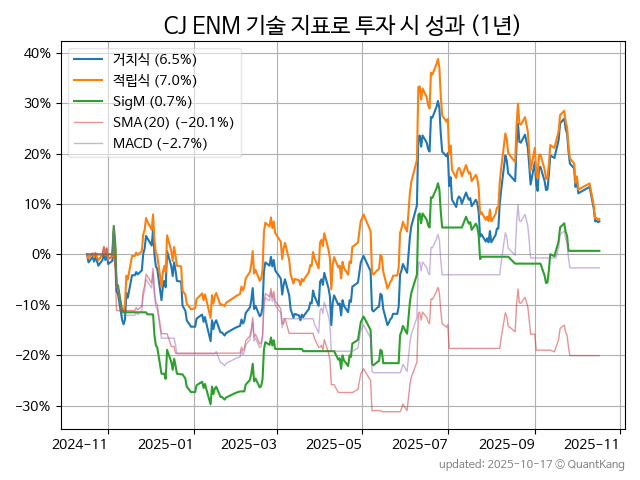 CJ ENM 기술 지표로 투자 시 성과 (1년)
40%
30%
20%
10%
0%
−10%
−20%
−30%
거치식 (6.5%)
적립식 (7.0%)
SigM (0.7%)
SMA(20) (−20.1%)
MACD (−2.7%)
2024-11 2025-01 2025-03 2025-05 2025-07 2025-09 2025-11
updated: 2025-10-17 © QuantKang